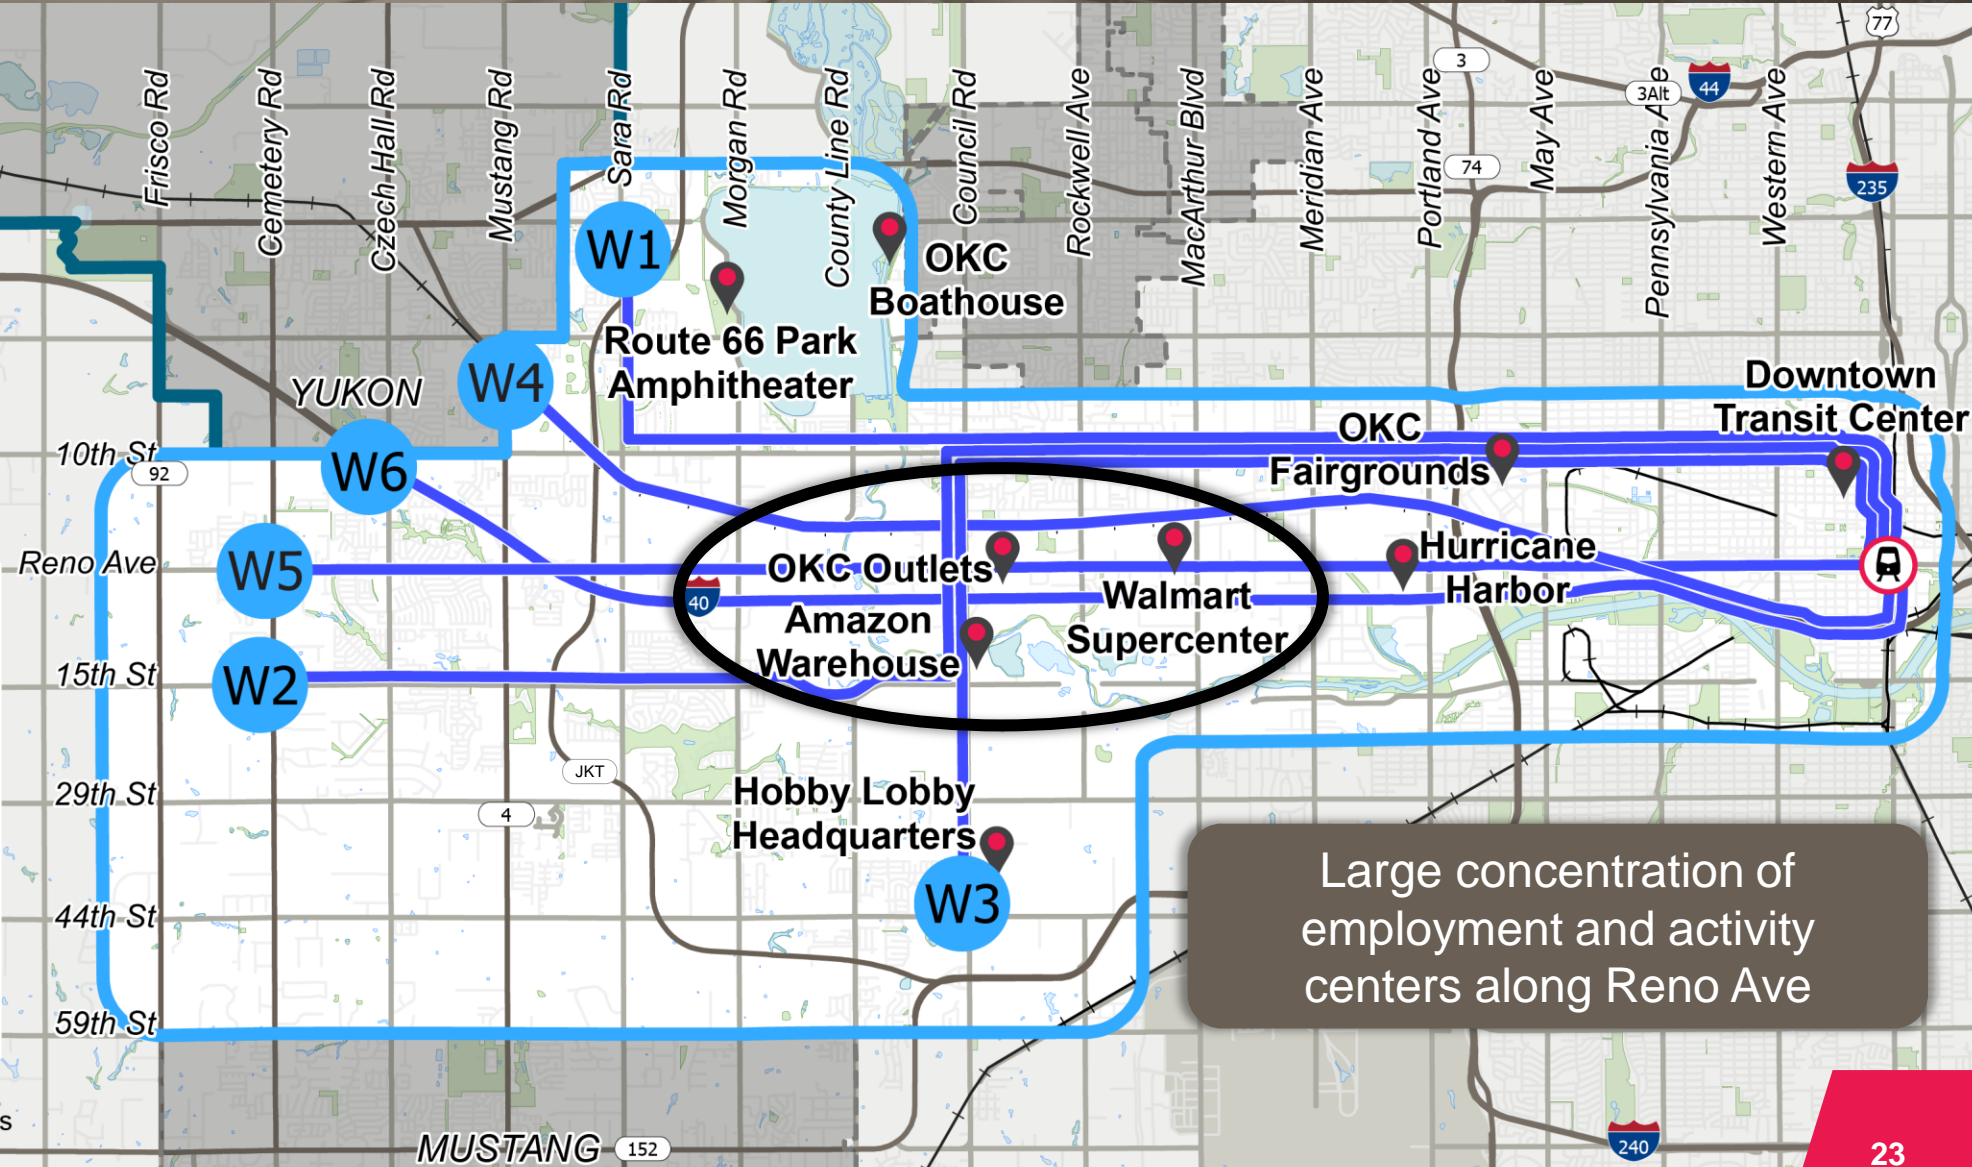 77
3
44
3Alt
Frisco Rd
Cemetery Rd
Czech Hall Rd
Mustang Rd
Sara Rd
Morgan Rd
County Line Rd
Council Rd
Rockwell Ave
MacArthur Blvd
Meridian Ave
Portland Ave
May Ave
Pennsylvania Ave
Western Ave
74
235
W1
OKC
Boathouse
Route 66 Park
Amphitheater
W4
YUKON
Downtown
Transit Center
OKC
Fairgrounds
10th St
92
W6
Reno Ave
W5
OKC Outlets
Hurricane
Harbor
40
Walmart
Supercenter
Amazon
Warehouse
15th St
W2
JKT
29th St
4
Hobby Lobby
Headquarters
W3
44th St
Large concentration of
employment and activity
centers along Reno Ave
59th St
s
MUSTANG
152
240
23